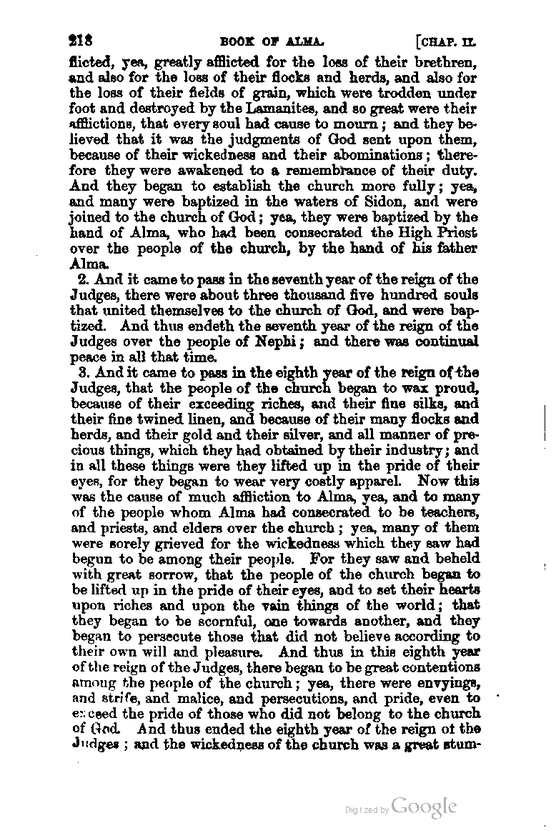 218 BOOK OF ALMA. [CHAP. II.
flicted, yea, greatly afflicted for the loss of their brethren,
and also for the loss of their flocks and herds, and also for
the loss of their fields of grain, which were trodden under
foot and destroyed by the Lamanites, and so great were their
afflictions, that every soul had cause to mourn; and they be-
lieved that it was the judgments of God sent upon them,
because of their wickedness and their abominations; there-
fore they were awakened to a remembrance of their duty.
And they began to establish the church more fully; yea,
and many were baptized in the waters of Sidon, and were
joined to the church of God; yea, they were baptized by the
hand of Alma, who had been consecrated the High Priest
over the people of the church, by the hand of his father
Alma.
2. And it came to pass in the seventh year of the reign of the
Judges, there were about three thousand five hundred souls
that united themselves to the church of God, and were bap-
tized. And thus endeth the seventh year of the reign of the
Judges over the people of Nephi; and there was continual
peace in all that time.
3. And it came to pass in the eighth year of the reign of the
Judges, that the people of the church began to wax proud,
because of their exceeding riches, and their fine silks, and
their fine twined linen, and because of their many flocks and
herds, and their gold and their silver, and all manner of pre-
cious things, which they had obtained by their industry; and
in all these things were they lifted up in the pride of their
eyes, for they began to wear very costly apparel. Now this
was the cause of much affliction to Alma, yea, and to many
of the people whom Alma had consecrated to be teachers,
and priests, and elders over the church; yea, many of them
were sorely grieved for the wickedness which they saw had
begun to be among their people. For they saw and beheld
with great sorrow, that the people of the church began to
be lifted up in the pride of their eyes, and to set their hearts
upon riches and upon the vain things of the world; that
they began to be scornful, one towards another, and they
began to persecute those that did not believe according to
their own will and pleasure. And thus in this eighth year
of the reign of the Judges, there began to be great contentions
among the people of the church; yea, there were envyings,
and strife, and malice, and persecutions, and pride, even to
exceed the pride of those who did not belong to the church
of God. And thus ended the eighth year of the reign of the
Judges; and the wickedness of the church was a great stum-
Digitized by Google